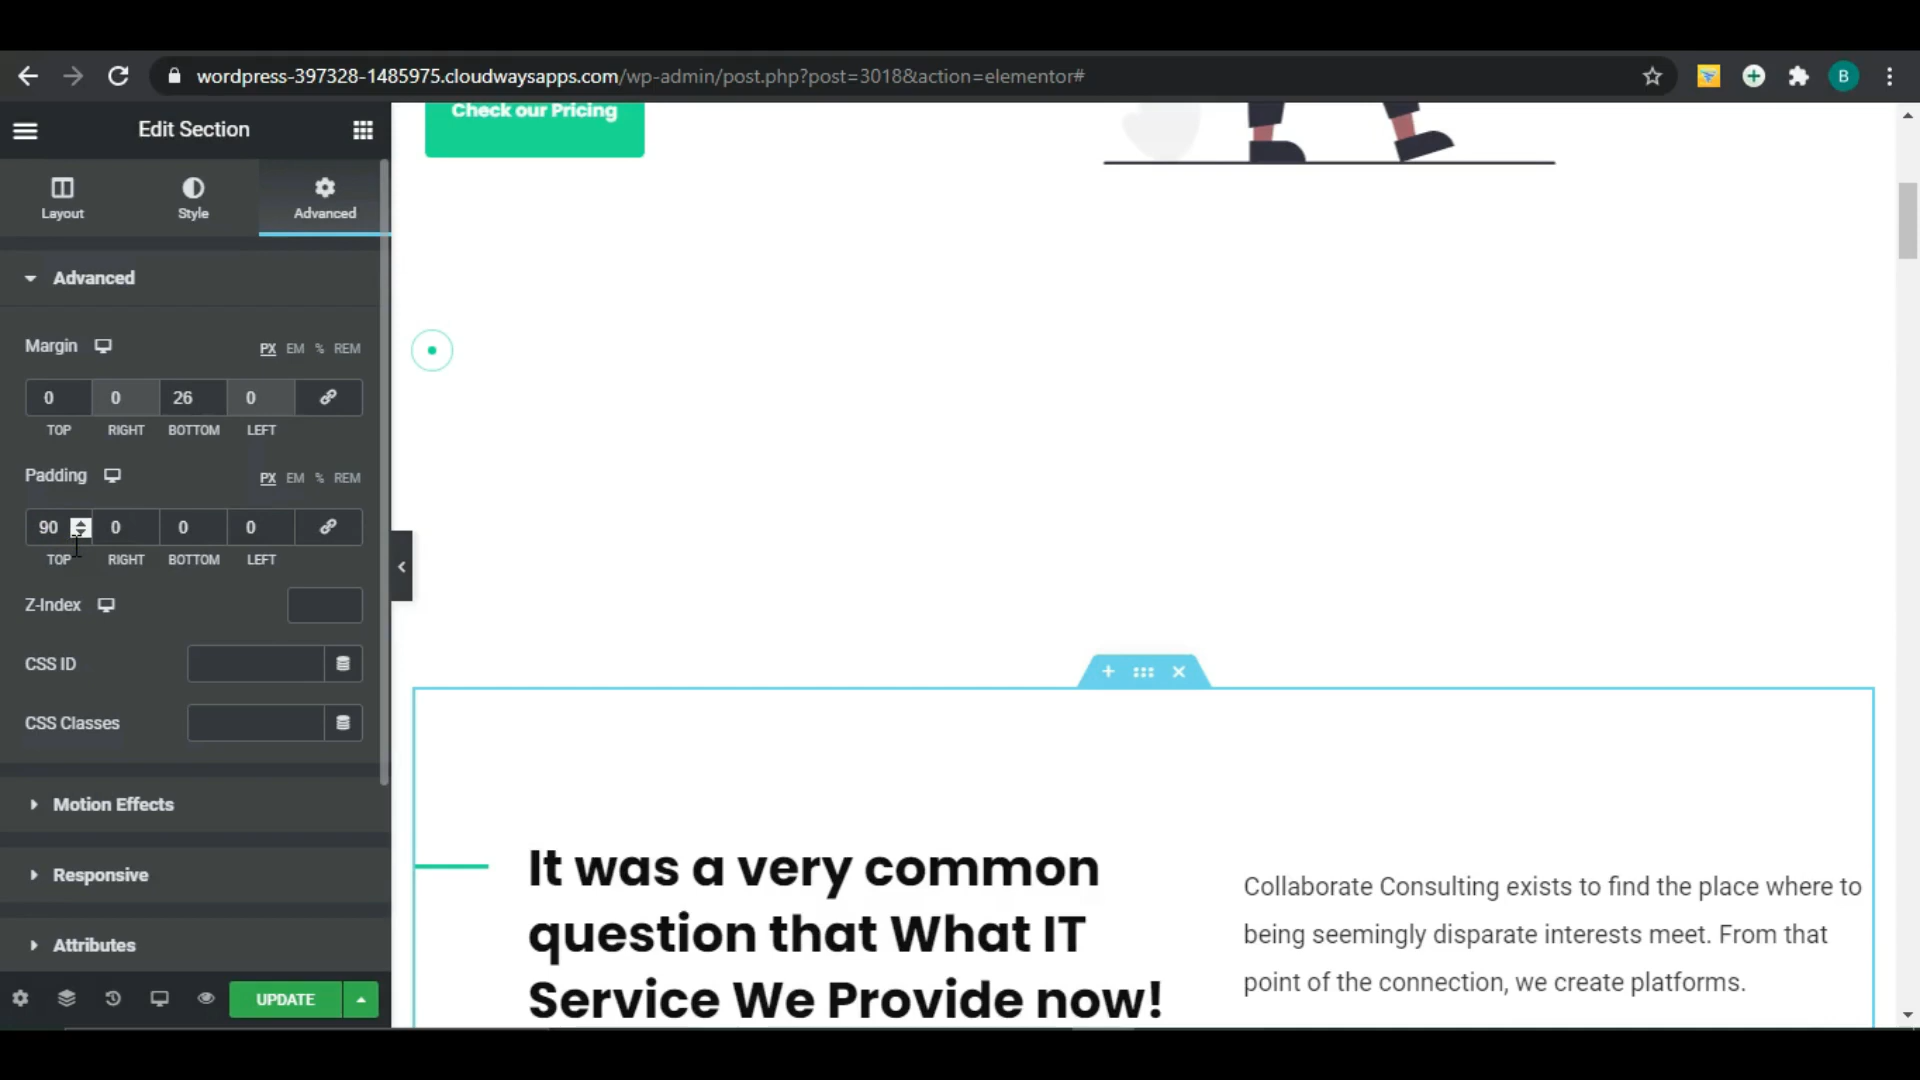 wordpress-397328-1485975.cloudwaysapps.com/wp-admin/post.php?post=3018&action=elementor#
B
Edit Section
Layout
Style
Advanced
Advanced
Margin
PX EM % REM
0 0 26 0
TOP RIGHT BOTTOM LEFT
Padding
PX EM % REM
90 0 0 0
TOP RIGHT BOTTOM LEFT
Z-Index
CSS ID
CSS Classes
Motion Effects
Responsive
Attributes
UPDATE
Check our Pricing
It was a very common
question that What IT
Service We Provide now!
Collaborate Consulting exists to find the place where to
being seemingly disparate interests meet. From that
point of the connection, we create platforms.